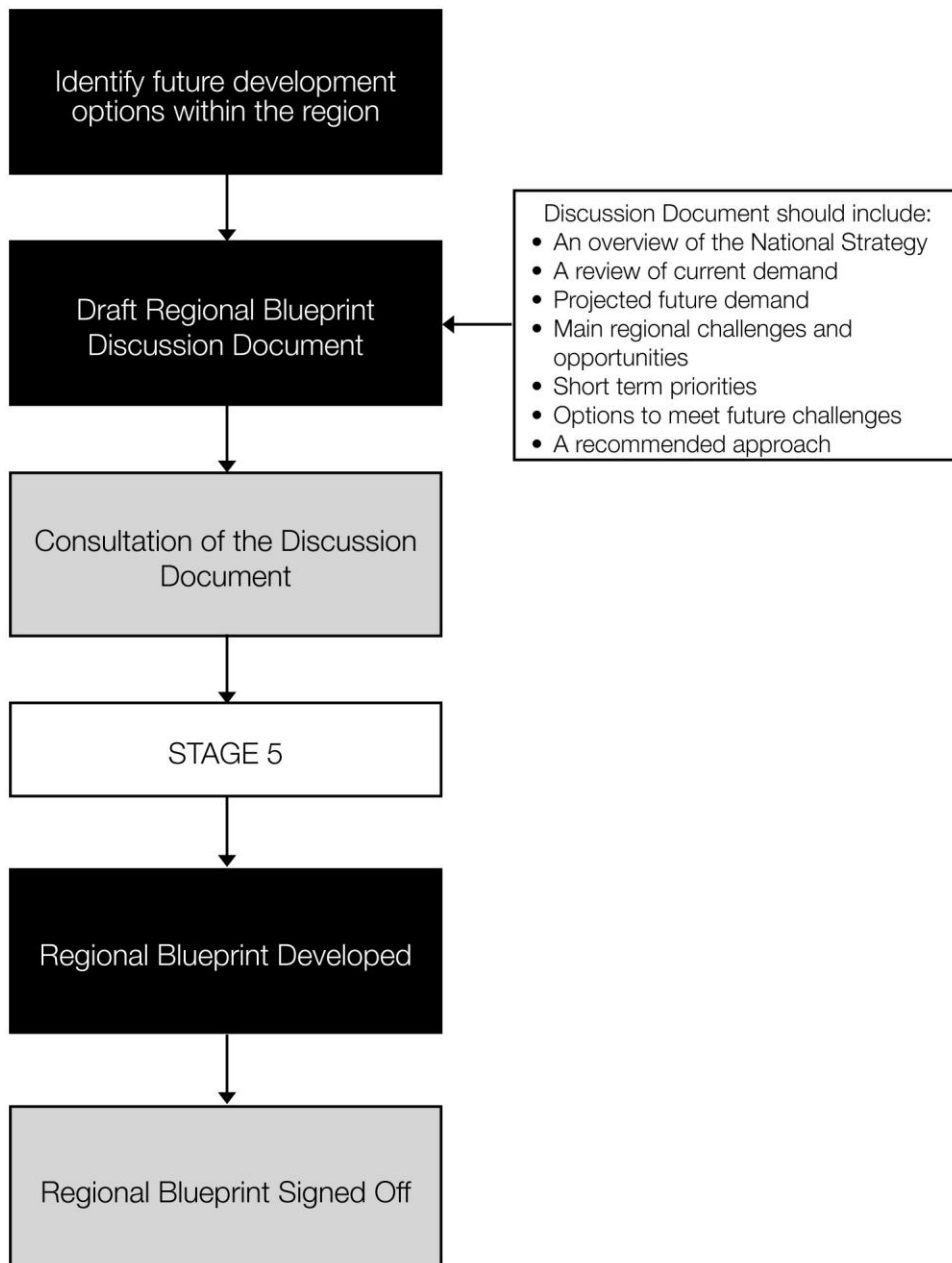 Identify future development
options within the region
Discussion Document should include:
• An overview of the National Strategy
• A review of current demand
• Projected future demand
• Main regional challenges and
opportunities
• Short term priorities
• Options to meet future challenges
• A recommended approach
Draft Regional Blueprint
Discussion Document
Consultation of the Discussion
Document
STAGE 5
Regional Blueprint Developed
Regional Blueprint Signed Off